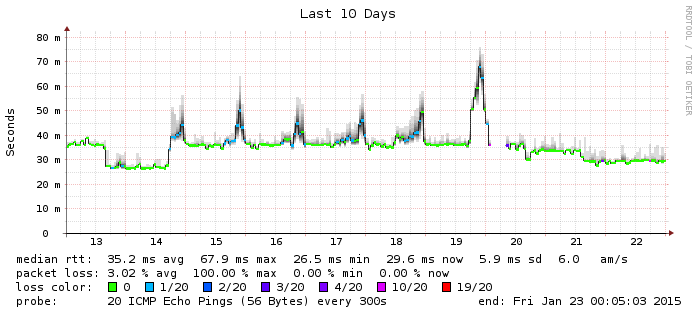 Last 10 Days
RRDTOOL / TOBI OETIKER
Seconds
80 m
70 m
60 m
50 m
40 m
30 m
20 m
10 m
0
13 14 15 16 17 18 19 20 21 22
median rtt: 35.2 ms avg 67.9 ms max 26.5 ms min 29.6 ms now 5.9 ms sd 6.0 am/s
packet loss: 3.02 % avg 100.00 % max 0.00 % min 0.00 % now
loss color: 0 1/20 2/20 3/20 4/20 10/20 19/20
probe: 20 ICMP Echo Pings (56 Bytes) every 300s end: Fri Jan 23 00:05:03 2015